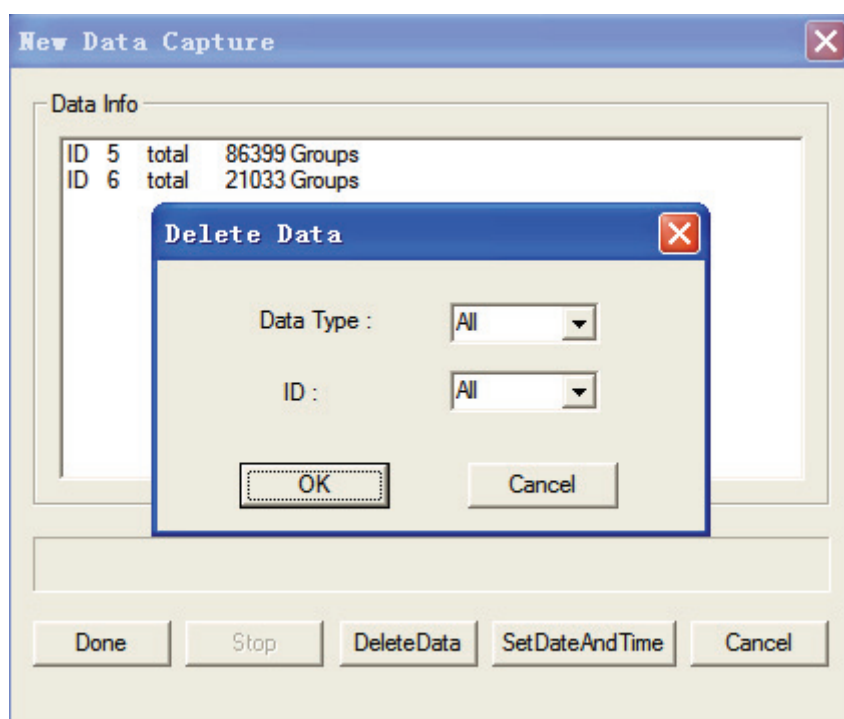 New Data Capture
Data Info
ID 5 total 86399 Groups
ID 6 total 21033 Groups
Delete Data
Data Type : All
ID : All
OK Cancel
Done Stop DeleteData SetDateAndTime Cancel